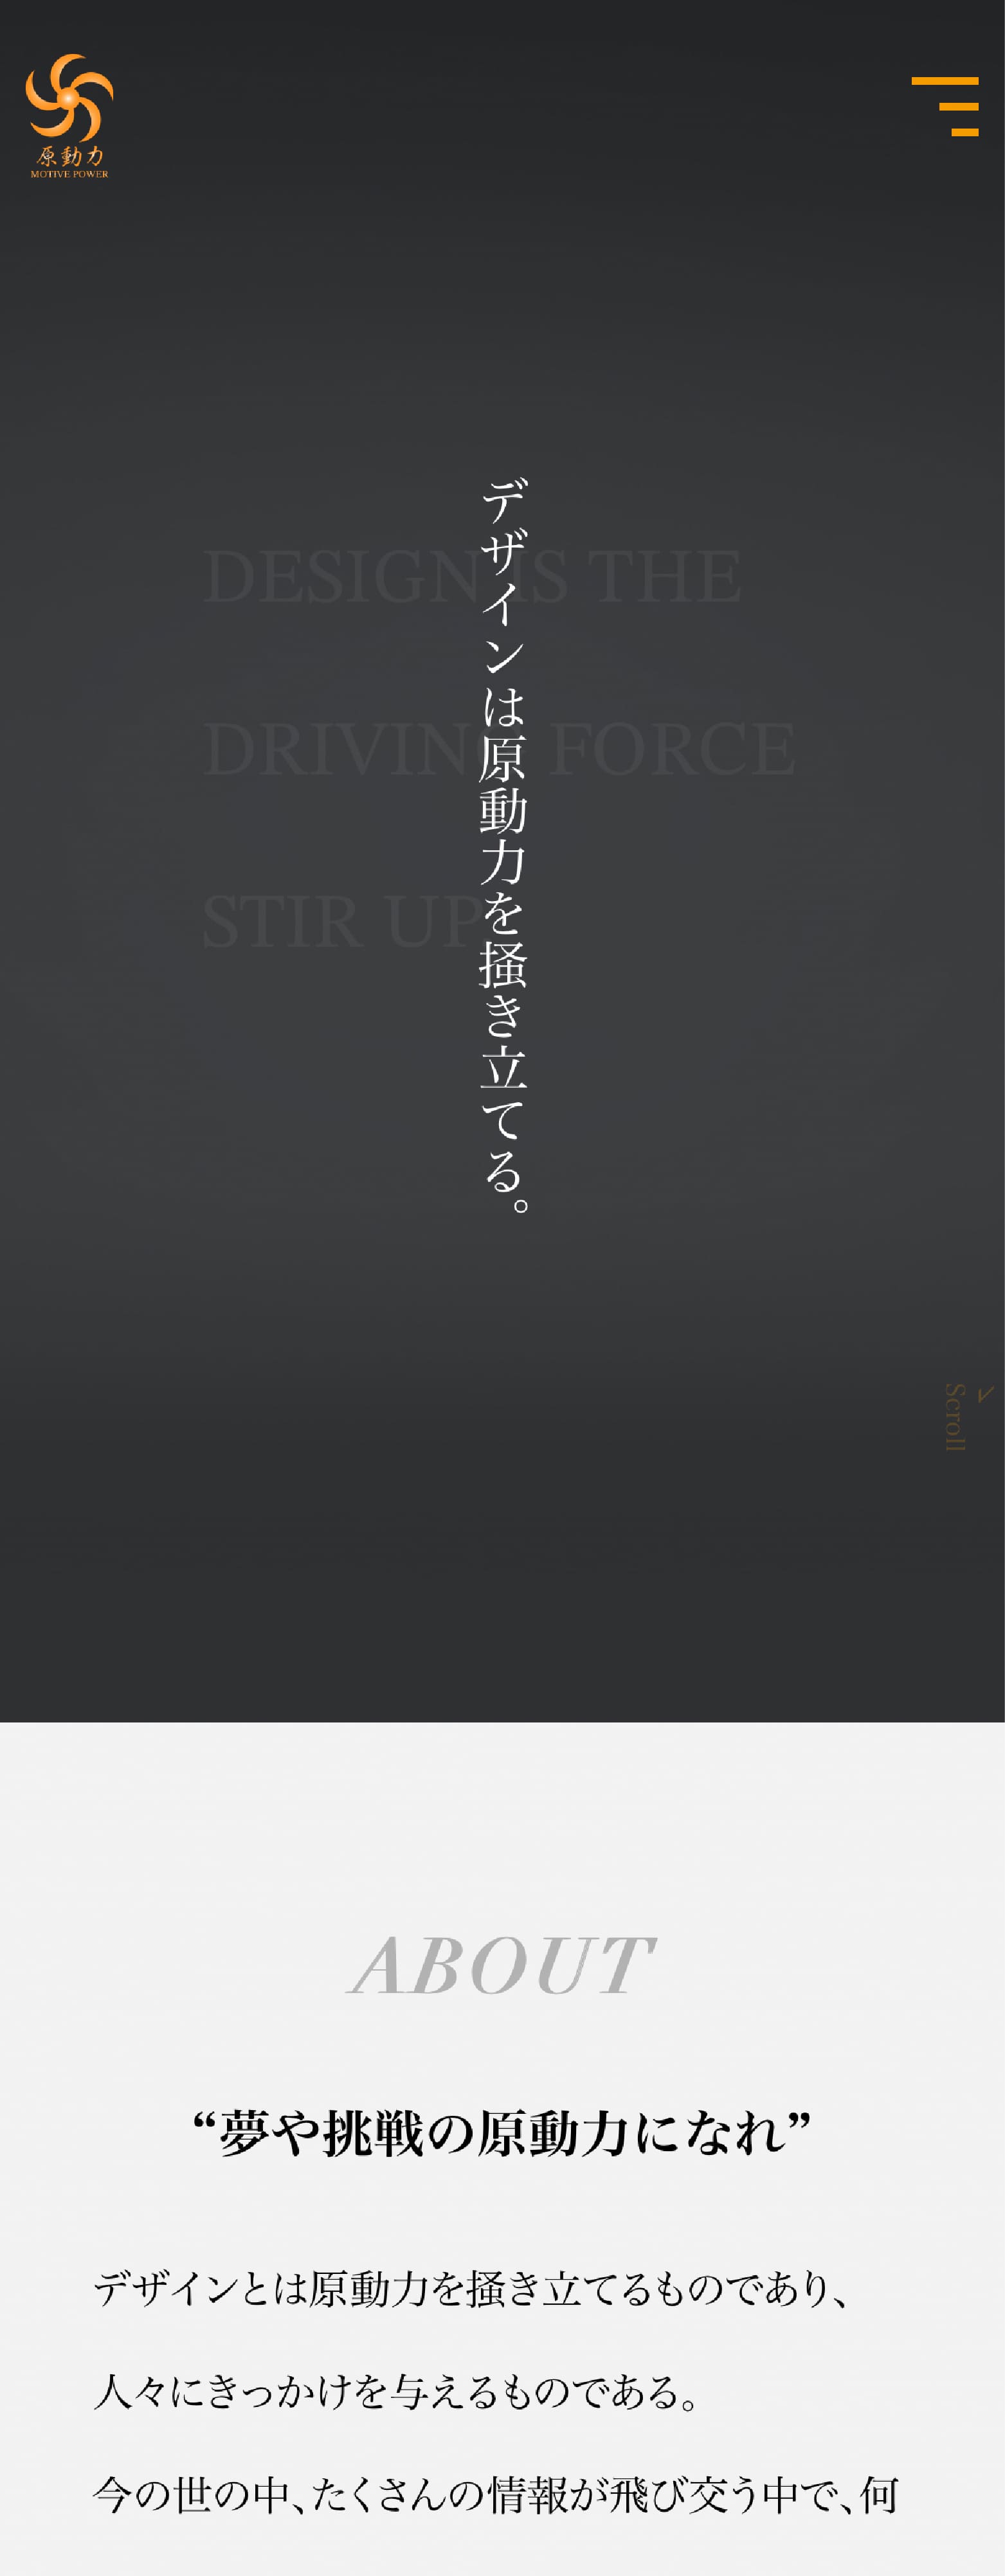 原動力
MOTIVE POWER
DESIGN IS THE
DRIVING FORCE
STIR UP
デザインは原動力を掻き立てる。
Scroll
ABOUT
“夢や挑戦の原動力になれ”
デザインとは原動力を掻き立てるものであり、
人々にきっかけを与えるものである。
今の世の中、たくさんの情報が飛び交う中で、何